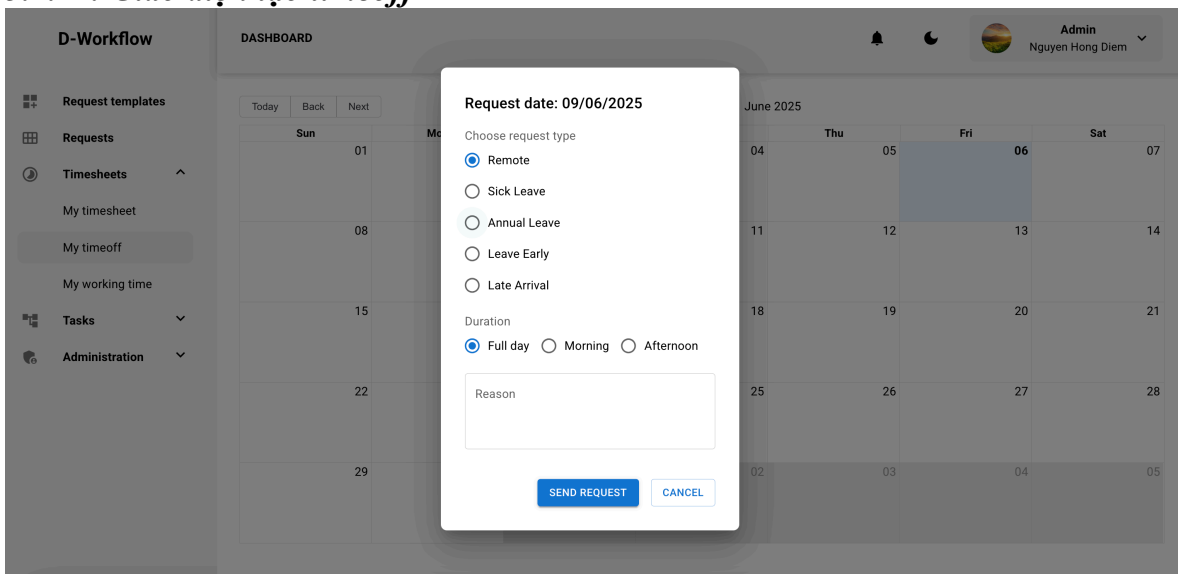 D-Workflow
DASHBOARD
Admin
Nguyen Hong Diem
Request templates
Requests
Timesheets
My timesheet
My timeoff
My working time
Tasks
Administration
Today Back Next
June 2025
Sun Mo Thu Fri Sat
01 04 05 06 07
08 11 12 13 14
15 18 19 20 21
22 25 26 27 28
29 02 03 04 05
Request date: 09/06/2025
Choose request type
Remote
Sick Leave
Annual Leave
Leave Early
Late Arrival
Duration
Full day Morning Afternoon
Reason
SEND REQUEST CANCEL